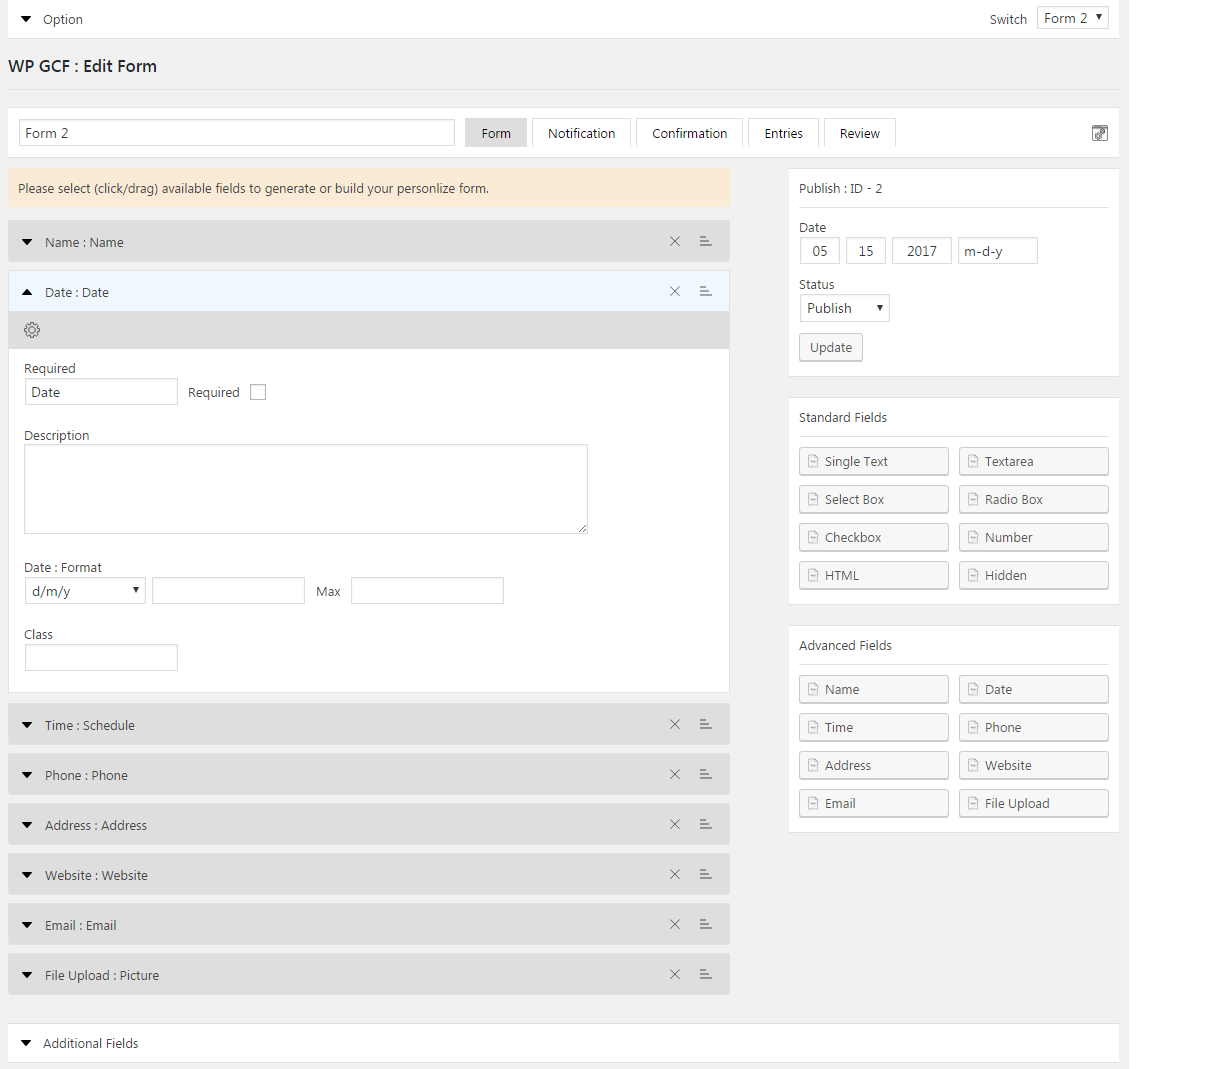 Option
Switch Form 2
WP GCF : Edit Form
Form 2 Form Notification Confirmation Entries Review
Please select (click/drag) available fields to generate or build your personlize form.
Name : Name
Date : Date
Required
Date Required
Description
Date : Format
d/m/y Max
Class
Time : Schedule
Phone : Phone
Address : Address
Website : Website
Email : Email
File Upload : Picture
Publish : ID - 2
Date
05 15 2017 m-d-y
Status
Publish
Update
Standard Fields
Single Text Textarea
Select Box Radio Box
Checkbox Number
HTML Hidden
Advanced Fields
Name Date
Time Phone
Address Website
Email File Upload
Additional Fields